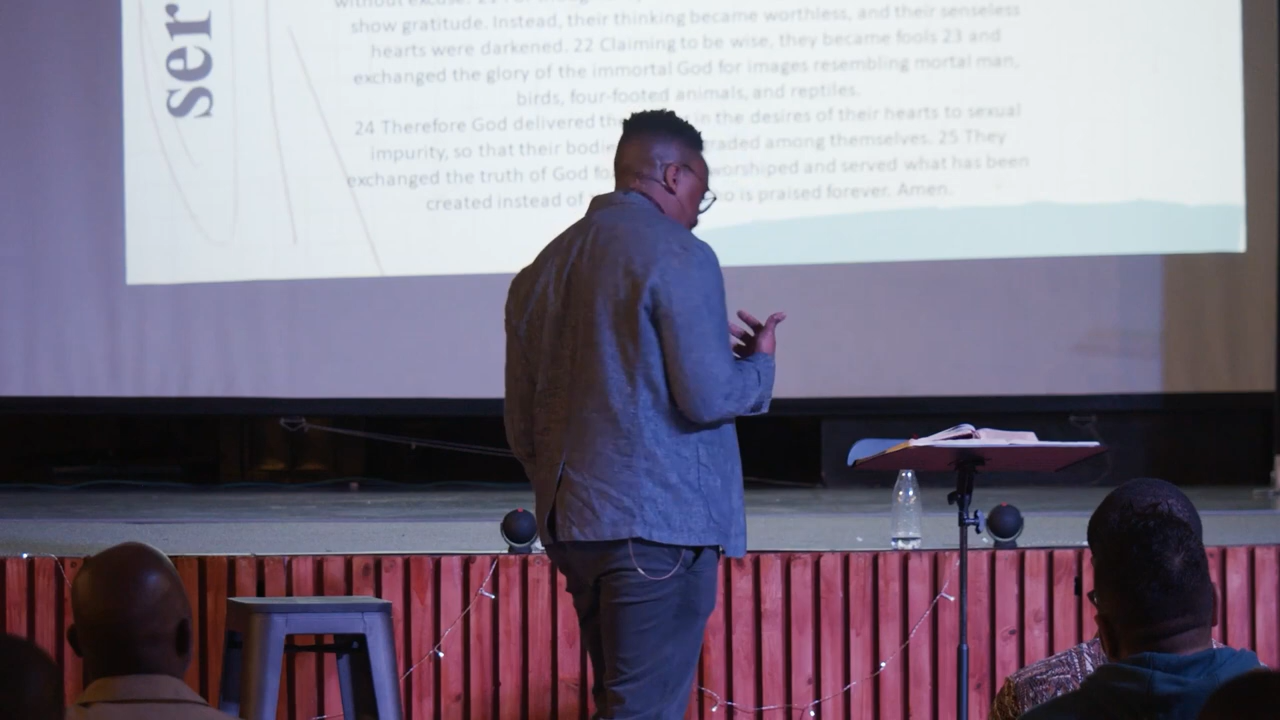 ser
without excuse. 21 For though
show gratitude. Instead, their thinking became worthless, and their senseless
hearts were darkened. 22 Claiming to be wise, they became fools 23 and
exchanged the glory of the immortal God for images resembling mortal man,
birds, four-footed animals, and reptiles.
24 Therefore God delivered in the desires of their hearts to sexual
impurity, so that their among themselves. 25 They
exchanged the truth of God worshiped and served what has been
created instead of is praised forever. Amen.